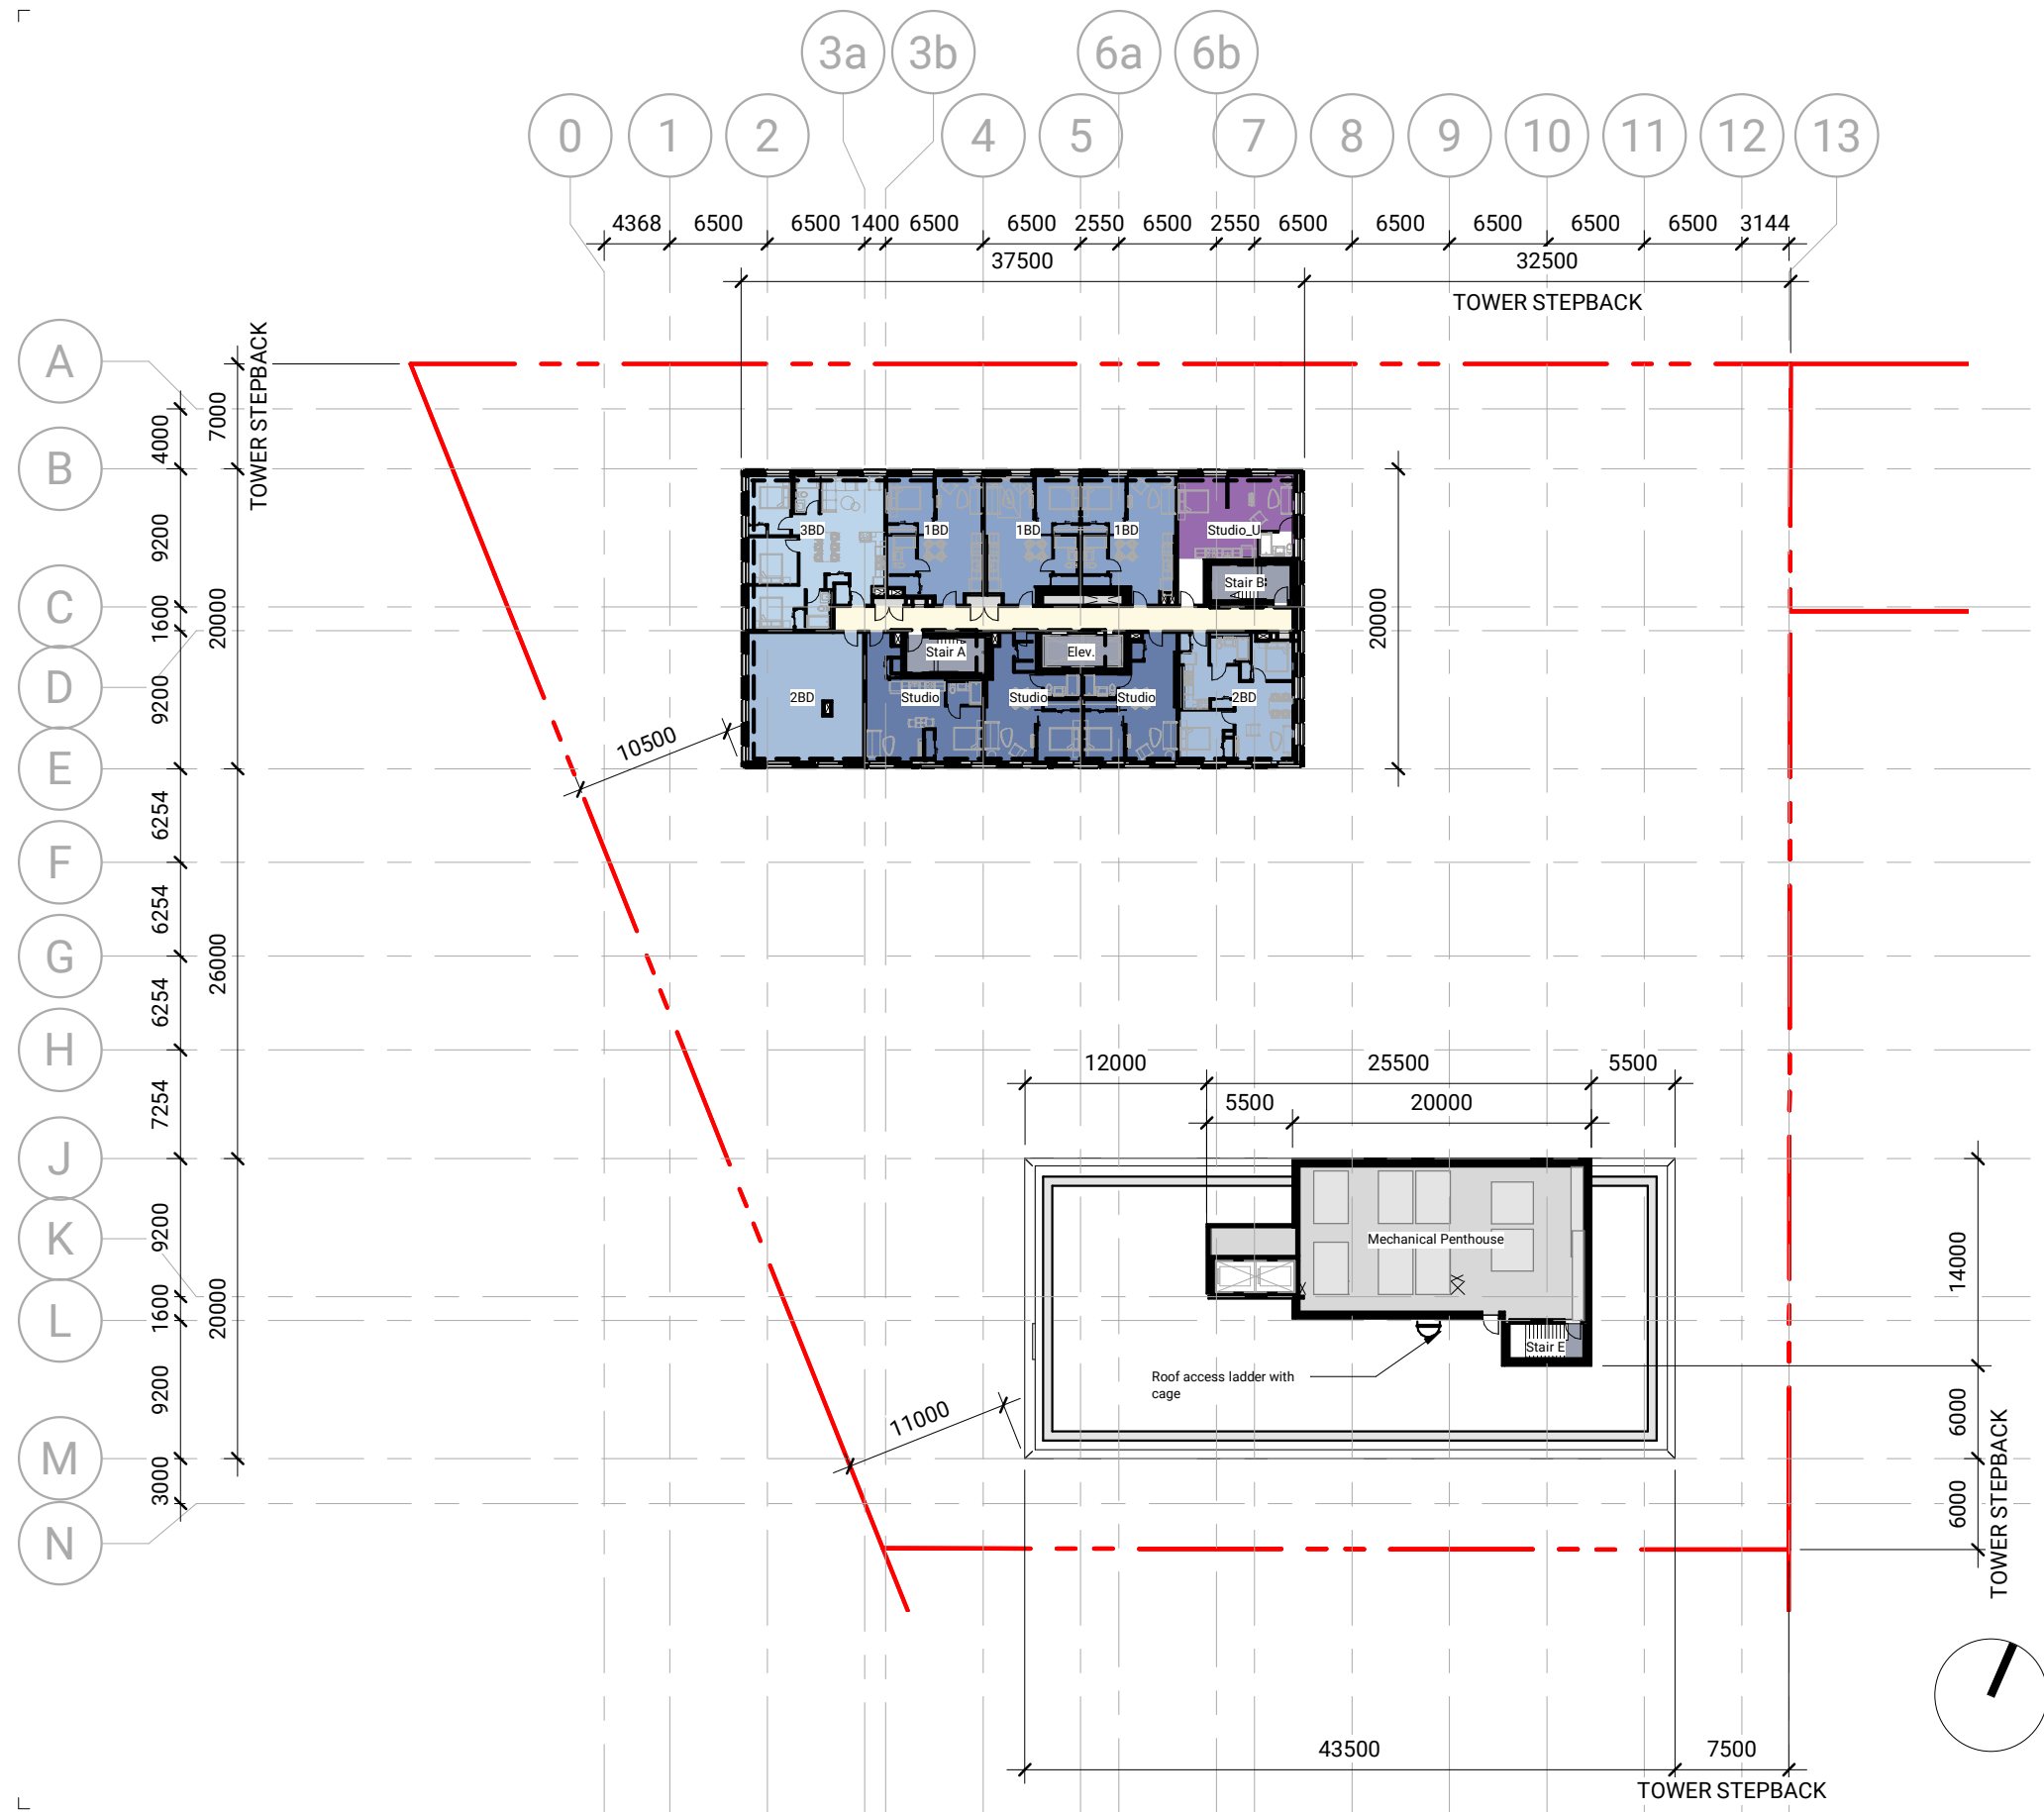 3a 3b 6a 6b
0 1 2 4 5 7 8 9 10 11 12 13
4368 6500 6500 1400 6500 6500 2550 6500 2550 6500 6500 6500 6500 6500 3144
37500 32500
TOWER STEPBACK
A
B
C
D
E
F
G
H
J
K
L
M
N
4000
9200
1600
9200
6254
6254
6254
7254
9200
1600
9200
3000
7000
TOWER STEPBACK
20000
26000
20000
3BD 1BD 1BD 1BD Studio_U
Stair B
Stair A Elev.
2BD Studio Studio Studio 2BD
20000
10500
12000 25500 5500
5500 20000
Mechanical Penthouse
Stair E
Roof access ladder with
cage
11000
14000
6000
6000
TOWER STEPBACK
43500 7500
TOWER STEPBACK